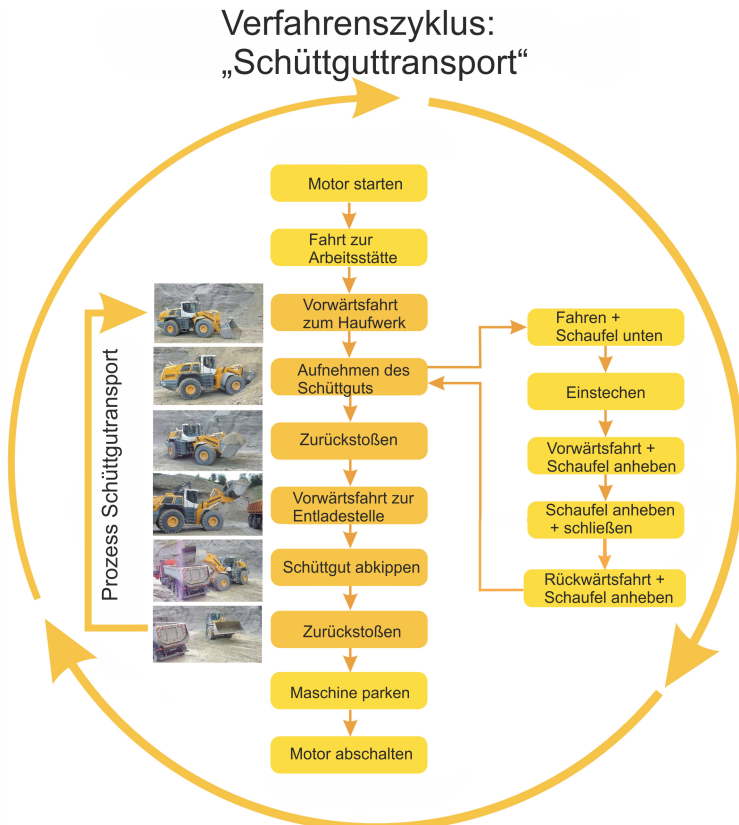 Verfahrenszyklus:
„Schüttguttransport“
Motor starten
Fahrt zur
Arbeitsstätte
Vorwärtsfahrt
zum Haufwerk
Aufnehmen des
Schüttguts
Zurückstoßen
Vorwärtsfahrt zur
Entladestelle
Schüttgut abkippen
Zurückstoßen
Maschine parken
Motor abschalten
Prozess Schüttgutransport
Fahren +
Schaufel unten
Einstechen
Vorwärtsfahrt +
Schaufel anheben
Schaufel anheben
+ schließen
Rückwärtsfahrt +
Schaufel anheben